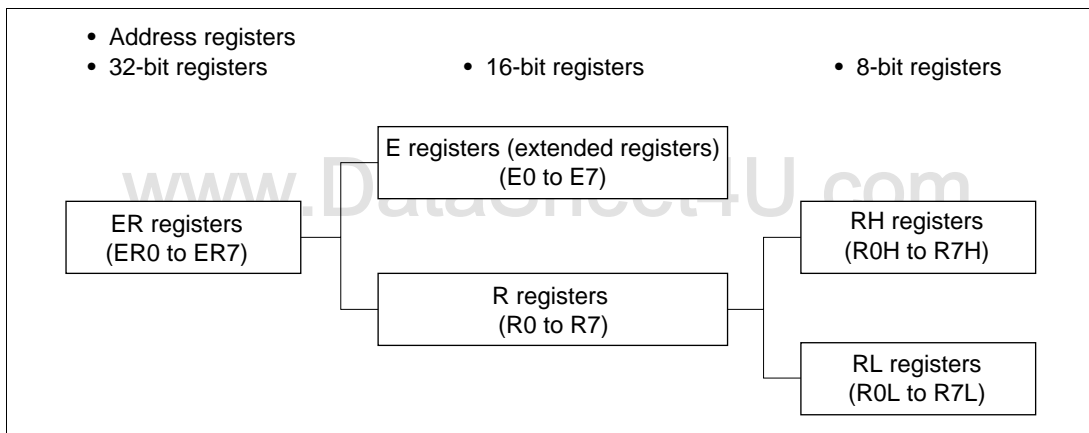 • Address registers
• 32-bit registers
• 16-bit registers
• 8-bit registers
E registers (extended registers)
(E0 to E7)
www.DataSheet4U.com
ER registers
(ER0 to ER7)
RH registers
(R0H to R7H)
R registers
(R0 to R7)
RL registers
(R0L to R7L)